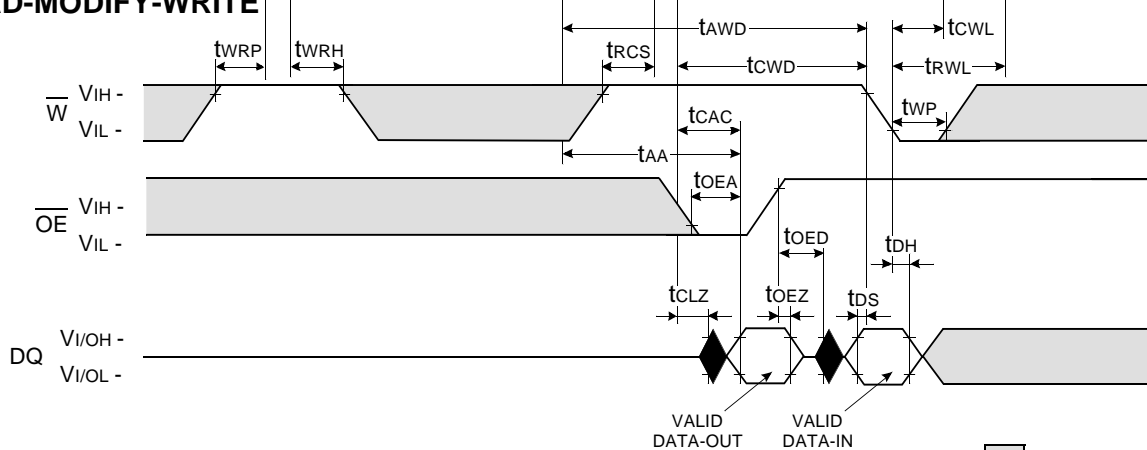 D-MODIFY-WRITE
tAWD
tCWL
tWRP
tWRH
tRCS
tCWD
tRWL
W
VIH -
VIL -
tCAC
tWP
tAA
tOEA
OE
VIH -
VIL -
tOED
tDH
tCLZ
tOEZ
tDS
DQ
VI/OH -
VI/OL -
VALID
DATA-OUT
VALID
DATA-IN